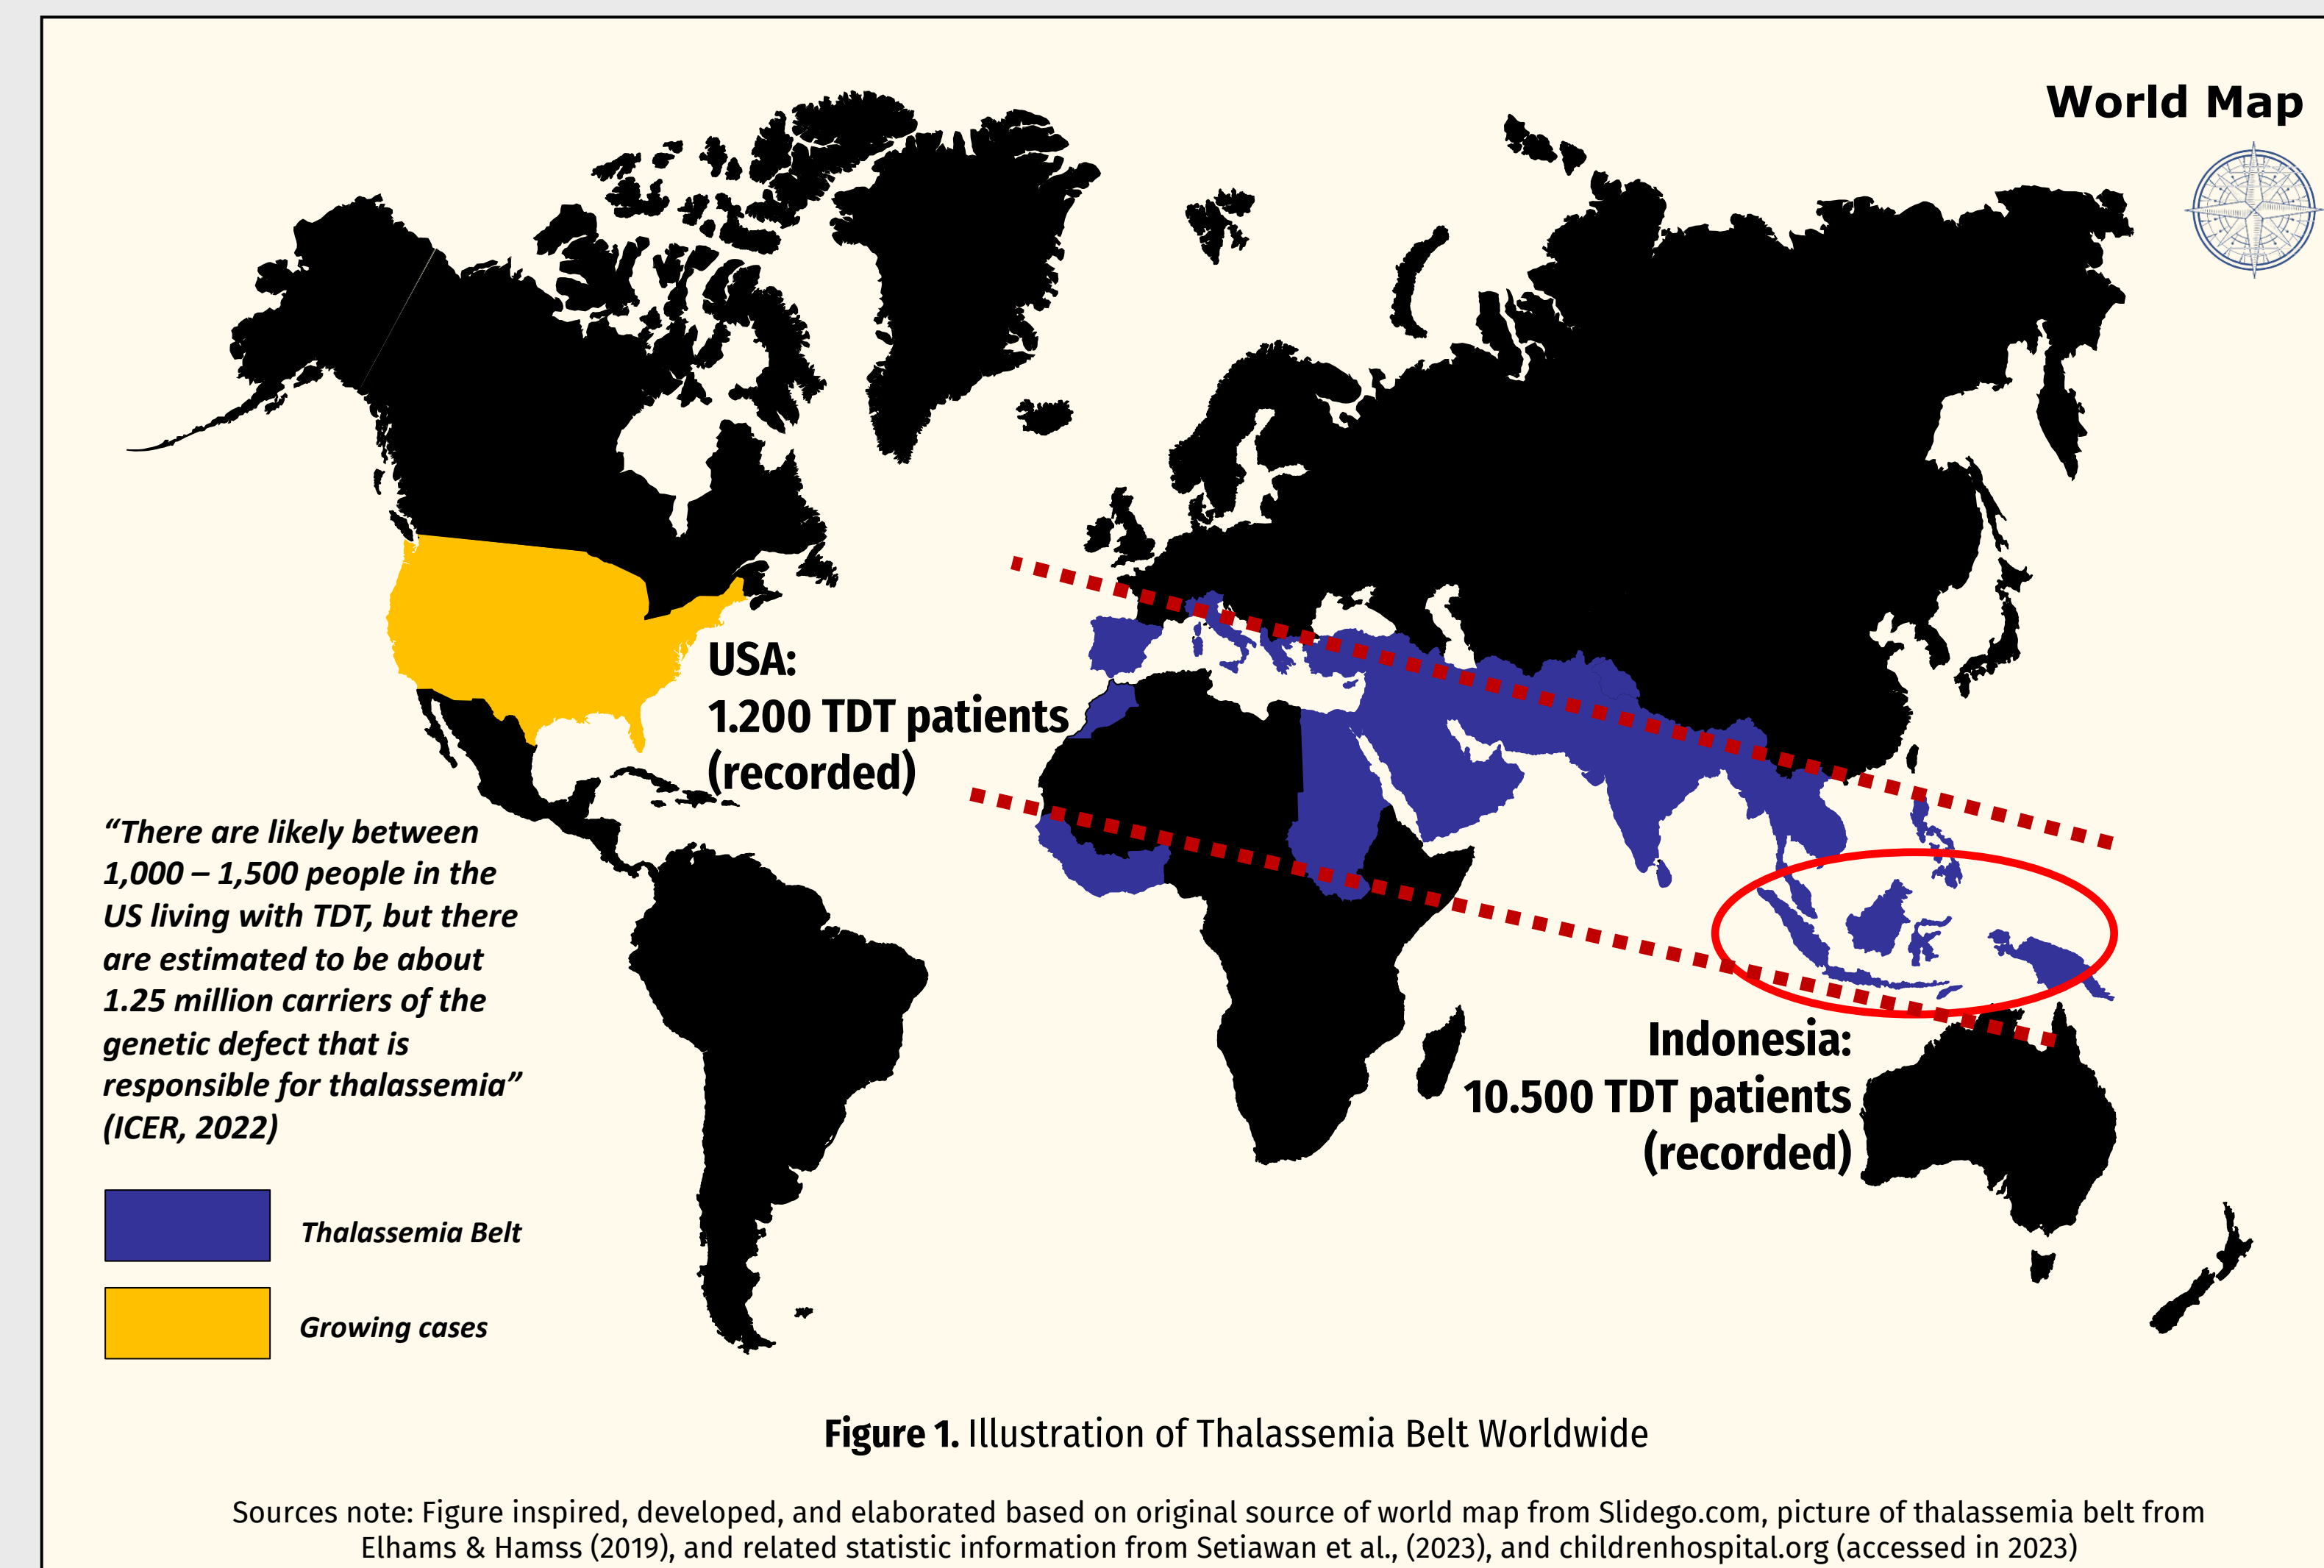 World Map
USA:
1.200 TDT patients
(recorded)
“There are likely between
1,000 – 1,500 people in the
US living with TDT, but there
are estimated to be about
1.25 million carriers of the
genetic defect that is
responsible for thalassemia”
(ICER, 2022)
Indonesia:
10.500 TDT patients
(recorded)
Thalassemia Belt
Growing cases
Figure 1. Illustration of Thalassemia Belt Worldwide
Sources note: Figure inspired, developed, and elaborated based on original source of world map from Slidego.com, picture of thalassemia belt from
Elhams & Hamss (2019), and related statistic information from Setiawan et al., (2023), and childrenhospital.org (accessed in 2023)